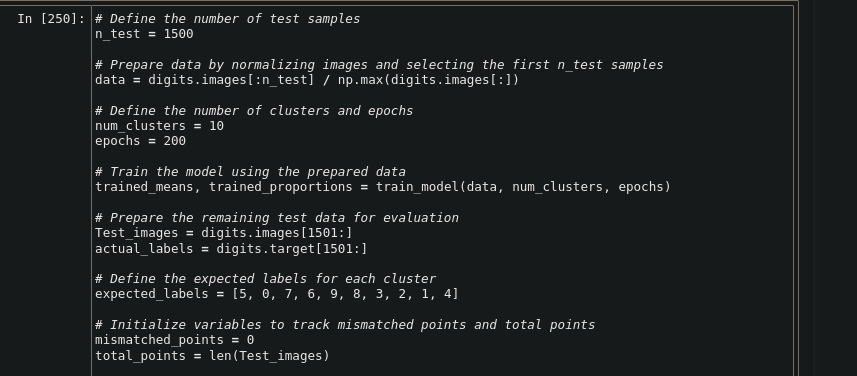 In [250]: # Define the number of test samples
n_test = 1500
# Prepare data by normalizing images and selecting the first n_test samples
data = digits.images[:n_test] / np.max(digits.images[:])
# Define the number of clusters and epochs
num_clusters = 10
epochs = 200
# Train the model using the prepared data
trained_means, trained_proportions = train_model(data, num_clusters, epochs)
# Prepare the remaining test data for evaluation
Test_images = digits.images[1501:]
actual_labels = digits.target[1501:]
# Define the expected labels for each cluster
expected_labels = [5, 0, 7, 6, 9, 8, 3, 2, 1, 4]
# Initialize variables to track mismatched points and total points
mismatched_points = 0
total_points = len(Test_images)